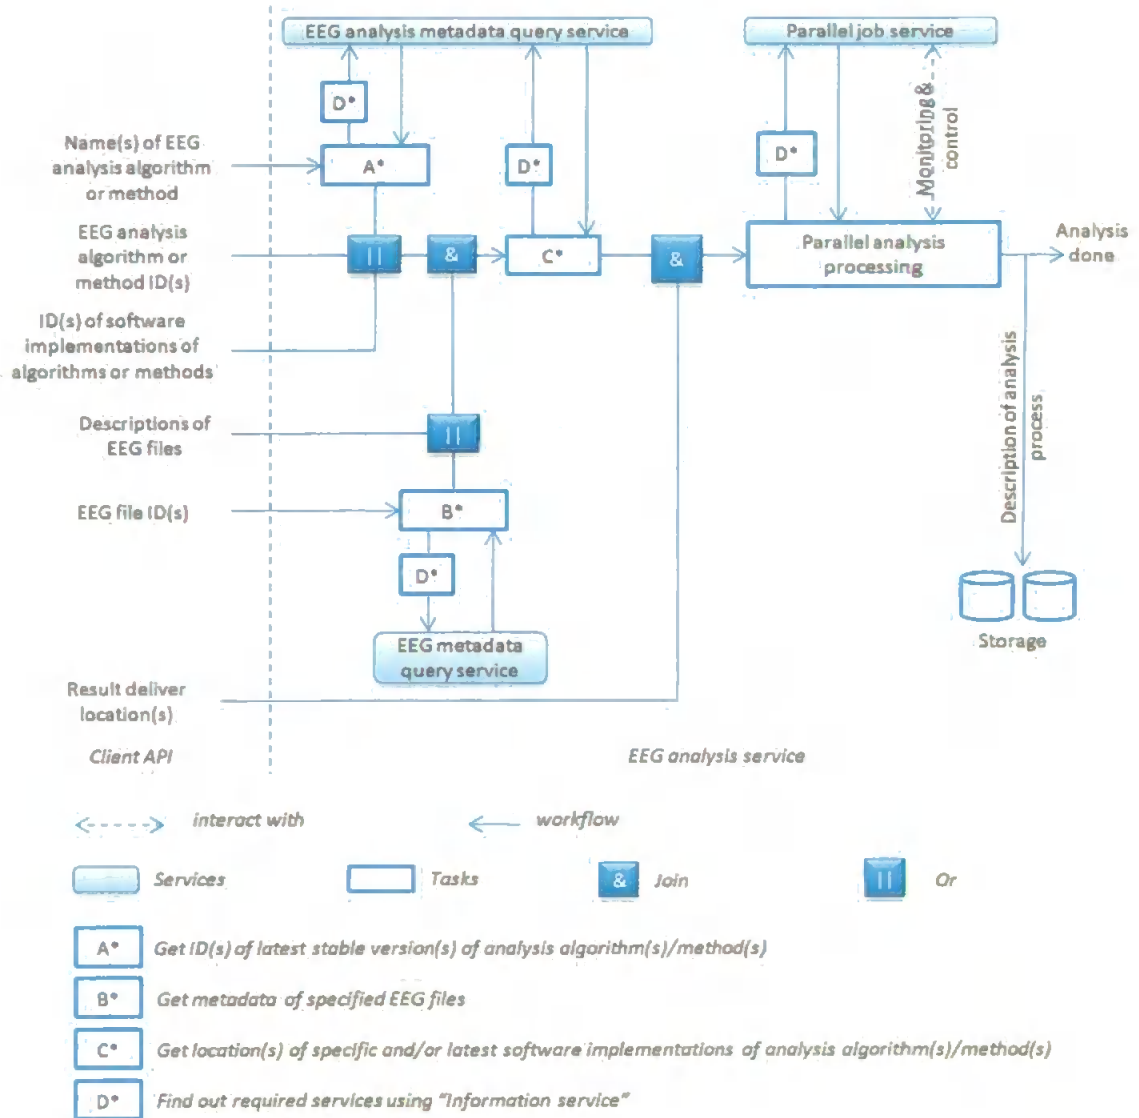 EEG analysis metadata query service
Parallel job service
D*
Name(s) of EEG
analysis algorithm
or method
A*
D*
D*
Monitoring &
control
EEG analysis
algorithm or
method ID(s)
||
&
C*
&
Parallel analysis
processing
Analysis
done
ID(s) of software
implementations of
algorithms or methods
Descriptions of
EEG files
||
Description of analysis
process
EEG file ID(s)
B*
D*
Storage
EEG metadata
query service
Result deliver
location(s)
Client API
EEG analysis service
interact with
workflow
Services
Tasks
& Join
|| Or
A* Get ID(s) of latest stable version(s) of analysis algorithm(s)/method(s)
B* Get metadata of specified EEG files
C* Get location(s) of specific and/or latest software implementations of analysis algorithm(s)/method(s)
D* Find out required services using "Information service"